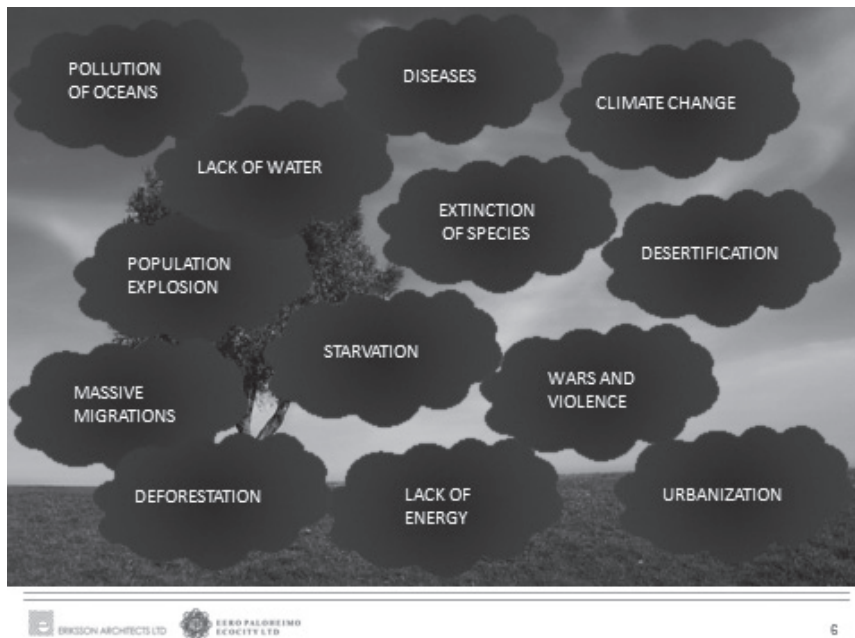 POLLUTION
OF OCEANS
DISEASES
CLIMATE CHANGE
LACK OF WATER
EXTINCTION
OF SPECIES
DESERTIFICATION
POPULATION
EXPLOSION
STARVATION
WARS AND
VIOLENCE
MASSIVE
MIGRATIONS
DEFORESTATION
LACK OF
ENERGY
URBANIZATION
ERIKSSON ARCHITECTS LTD
EERO PALOHEIMO
ECOCITY LTD
6